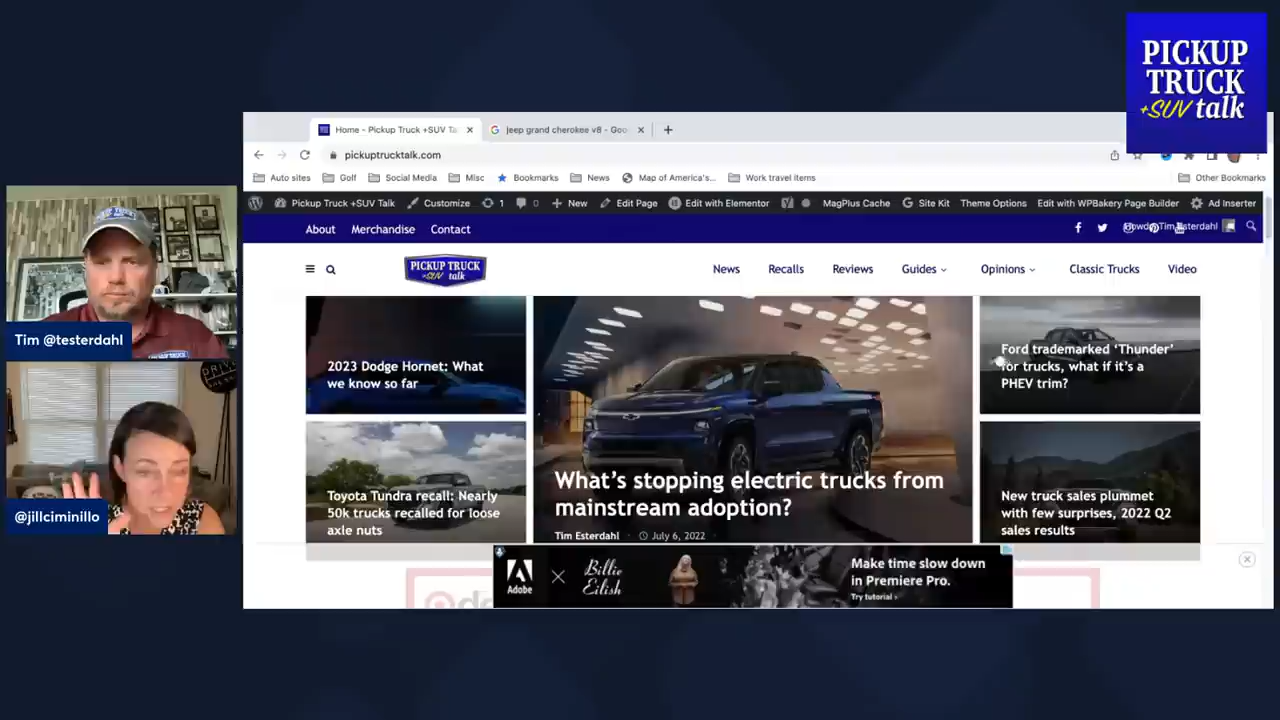 PICKUP
TRUCK
+SUV talk
Home - Pickup Truck +SUV Ta
jeep grand cherokee v8 - Goo
pickuptrucktalk.com
Auto sites
Golf
Social Media
Misc
Bookmarks
News
Map of America's...
Work travel items
Other Bookmarks
Pickup Truck +SUV Talk
Customize
1
0
New
Edit Page
Edit with Elementor
MagPlus Cache
Site Kit
Theme Options
Edit with WPBakery Page Builder
Ad Inserter
About
Merchandise
Contact
Howdy, Tim Esterdahl
PICKUP TRUCK
+SUV talk
News
Recalls
Reviews
Guides
Opinions
Classic Trucks
Video
2023 Dodge Hornet: What
we know so far
Toyota Tundra recall: Nearly
50k trucks recalled for loose
axle nuts
What's stopping electric trucks from
mainstream adoption?
Tim Esterdahl
July 6, 2022
Ford trademarked ‘Thunder’
for trucks, what if it's a
PHEV trim?
New truck sales plummet
with few surprises, 2022 Q2
sales results
Adobe
Billie
Eilish
Make time slow down
in Premiere Pro.
Try tutorial ›
Tim @testerdahl
@jillciminillo